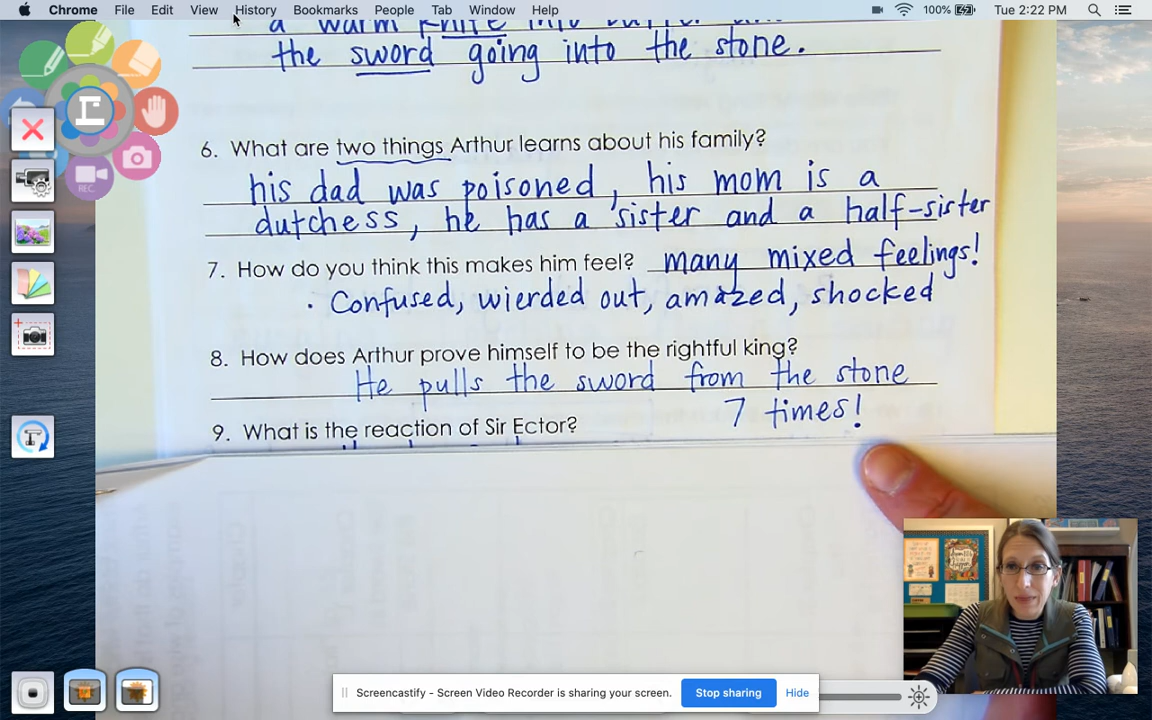 Chrome File Edit View History Bookmarks People Tab Window Help 100% Tue 2:22 PM
a warm knife into
the sword going into the stone.
6. What are two things Arthur learns about his family?
his dad was poisoned, his mom is a
dutchess, he has a sister and a half-sister
7. How do you think this makes him feel? many mixed feelings!
. Confused, wierded out, amazed, shocked
8. How does Arthur prove himself to be the rightful king?
He pulls the sword from the stone
7 times!
9. What is the reaction of Sir Ector?
REC
Screencastify - Screen Video Recorder is sharing your screen. Stop sharing Hide